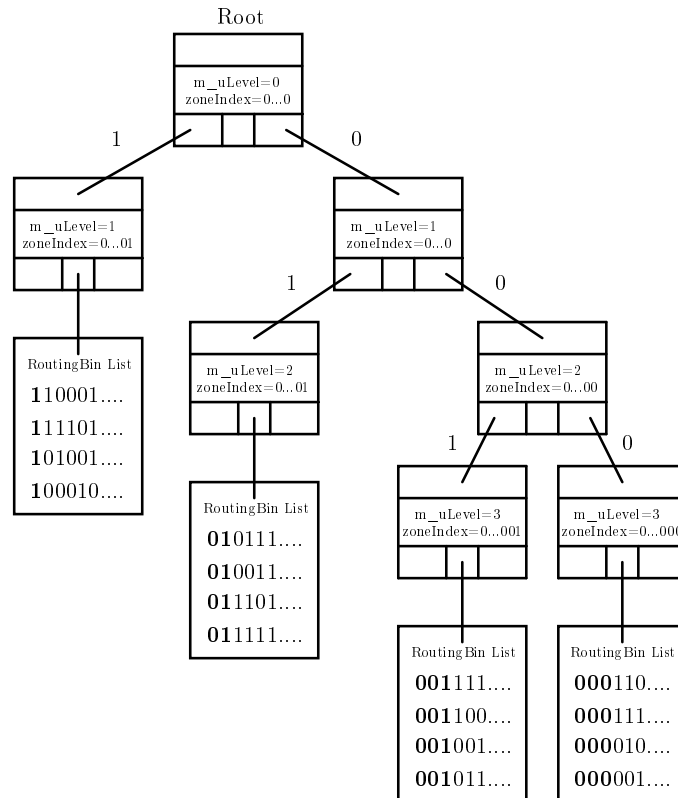 Root
m_uLevel=0
zoneIndex=0...0
1
0
m_uLevel=1
zoneIndex=0...01
m_uLevel=1
zoneIndex=0...0
1
0
RoutingBin List
110001....
111101....
101001....
100010....
m_uLevel=2
zoneIndex=0...01
m_uLevel=2
zoneIndex=0...00
1
0
RoutingBin List
010111....
010011....
011101....
011111....
m_uLevel=3
zoneIndex=0...001
m_uLevel=3
zoneIndex=0...000
RoutingBin List
001111....
001100....
001001....
001011....
RoutingBin List
000110....
000111....
000010....
000001....